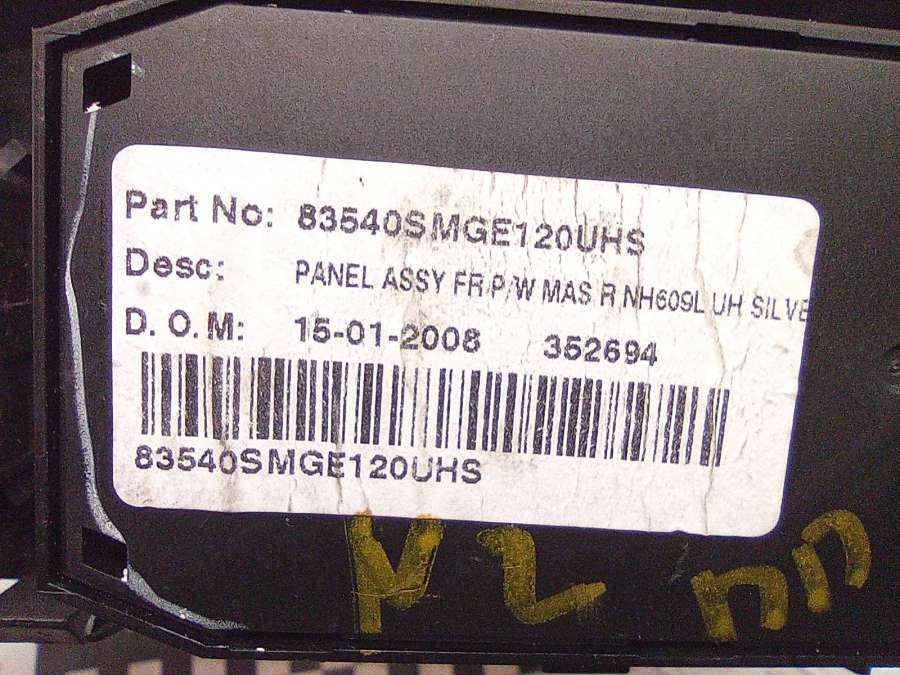 Part No: 83540SMGE120UHS
Desc: PANEL ASSY FR P/W MAS R NH609L UH SILVE
D.O.M: 15-01-2008 352694
83540SMGE120UHS